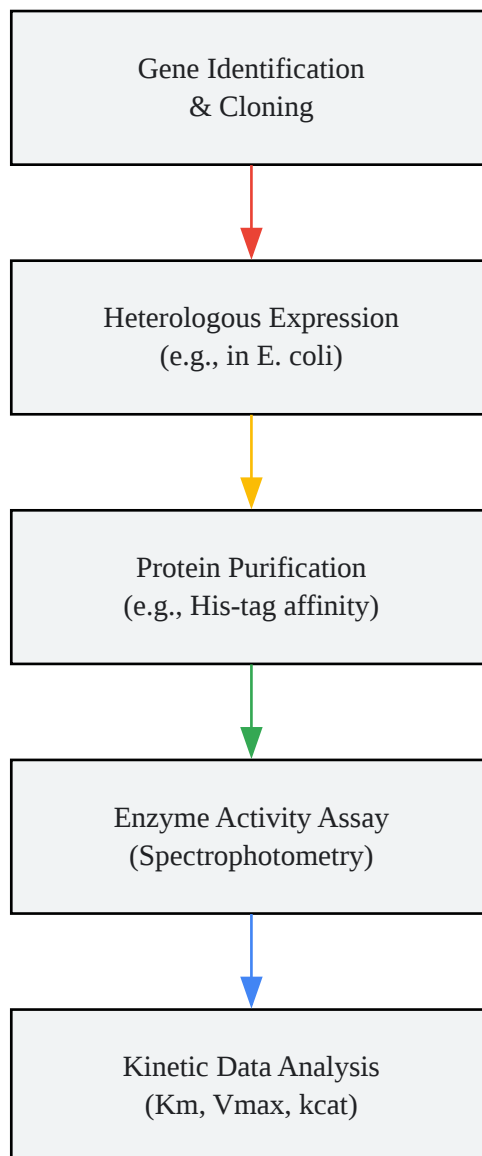 Gene Identification
& Cloning
Heterologous Expression
(e.g., in E. coli)
Protein Purification
(e.g., His-tag affinity)
Enzyme Activity Assay
(Spectrophotometry)
Kinetic Data Analysis
(Km, Vmax, kcat)